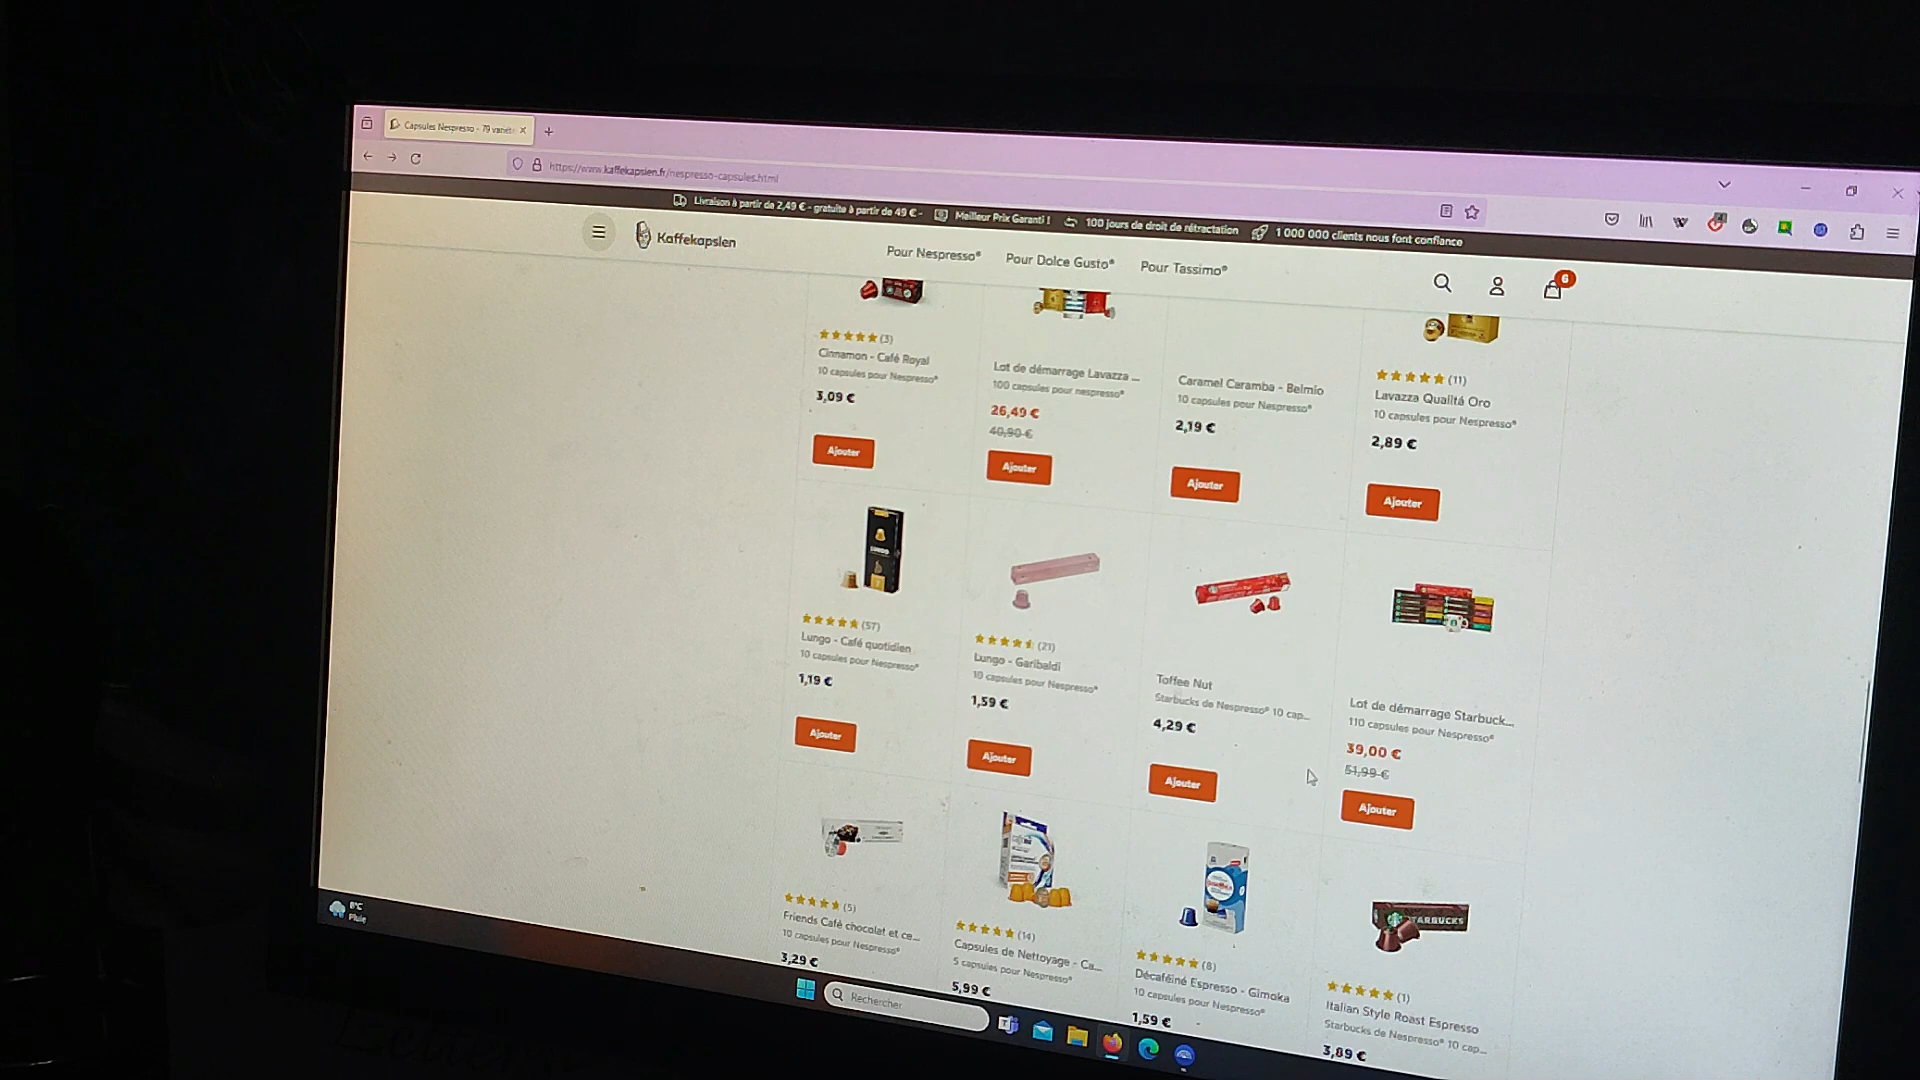 Capsules Nespresso - 79 variét
https://www.kaffekapslen.fr/nespresso-capsules.html
Livraison à partir de 2,49 € - gratuite à partir de 49 € - Meilleur Prix Garanti ! 100 jours de droit de rétractation 1 000 000 clients nous font confiance
Kaffekapslen
Pour Nespresso® Pour Dolce Gusto® Pour Tassimo®
6
(3)
Cinnamon - Café Royal
10 capsules pour Nespresso®
3,09 €
Ajouter
Lot de démarrage Lavazza ...
100 capsules pour nespresso®
26,49 €
40,90 €
Ajouter
Caramel Caramba - Belmio
10 capsules pour Nespresso®
2,19 €
Ajouter
(11)
Lavazza Qualitá Oro
10 capsules pour Nespresso®
2,89 €
Ajouter
LUNGO
(57)
Lungo - Café quotidien
10 capsules pour Nespresso®
1,19 €
Ajouter
(21)
Lungo - Garibaldi
10 capsules pour Nespresso®
1,59 €
Ajouter
Toffee Nut
Starbucks de Nespresso® 10 cap...
4,29 €
Ajouter
Lot de démarrage Starbuck...
110 capsules pour Nespresso®
39,00 €
51,99 €
Ajouter
(5)
Friends Café chocolat et ce...
10 capsules pour Nespresso®
3,29 €
(14)
Capsules de Nettoyage - Ca...
5 capsules pour Nespresso®
5,99 €
(8)
Décaféiné Espresso - Gimoka
10 capsules pour Nespresso®
1,59 €
STARBUCKS
(1)
Italian Style Roast Espresso
Starbucks de Nespresso® 10 cap...
3,89 €
8°C
Pluie
Rechercher